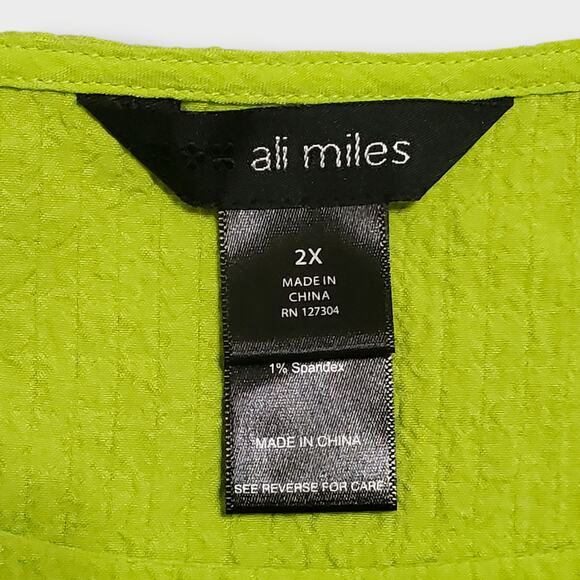 ali miles
2X
MADE IN
CHINA
RN 127304
1% Spandex
MADE IN CHINA
SEE REVERSE FOR CARE